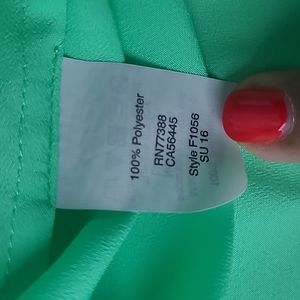 100% Polyester
RN77388
CA56445
Style F1056
SU 16